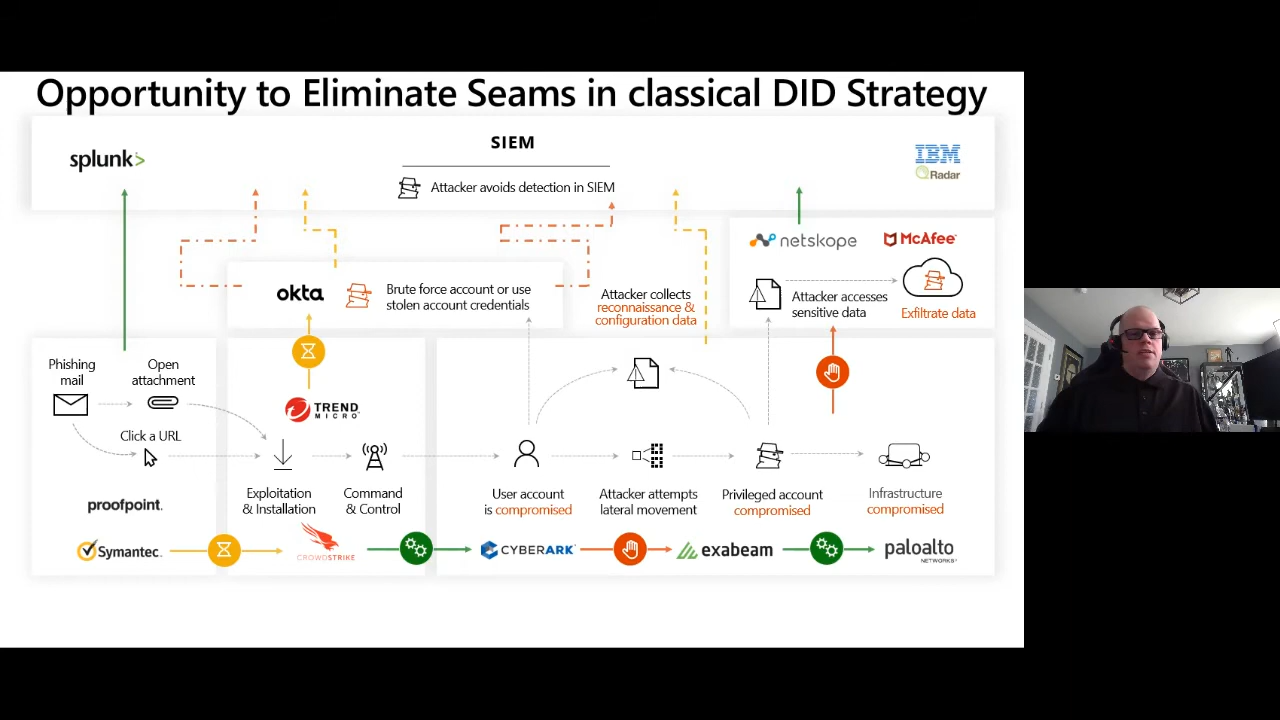 Opportunity to Eliminate Seams in classical DID Strategy
splunk>
SIEM
IBM
QRadar
Attacker avoids detection in SIEM
netskope
McAfee
okta
Brute force account or use
stolen account credentials
Attacker collects
reconnaissance &
configuration data
Attacker accesses
sensitive data
Exfiltrate data
Phishing
mail
Open
attachment
Click a URL
TREND
MICRO
proofpoint.
Exploitation
& Installation
Command
& Control
User account
is compromised
Attacker attempts
lateral movement
Privileged account
compromised
Infrastructure
compromised
Symantec.
CROWDSTRIKE
CYBERARK
exabeam
paloalto
NETWORKS